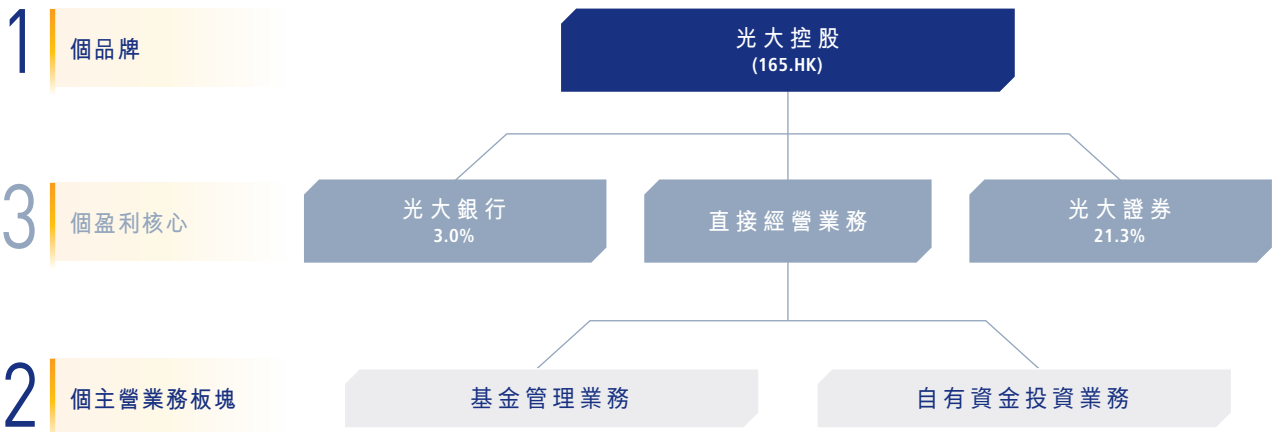 1 個品牌
光大控股
(165.HK)
3 個盈利核心
光大銀行
3.0%
直接經營業務
光大證券
21.3%
2 個主營業務板塊
基金管理業務
自有資金投資業務